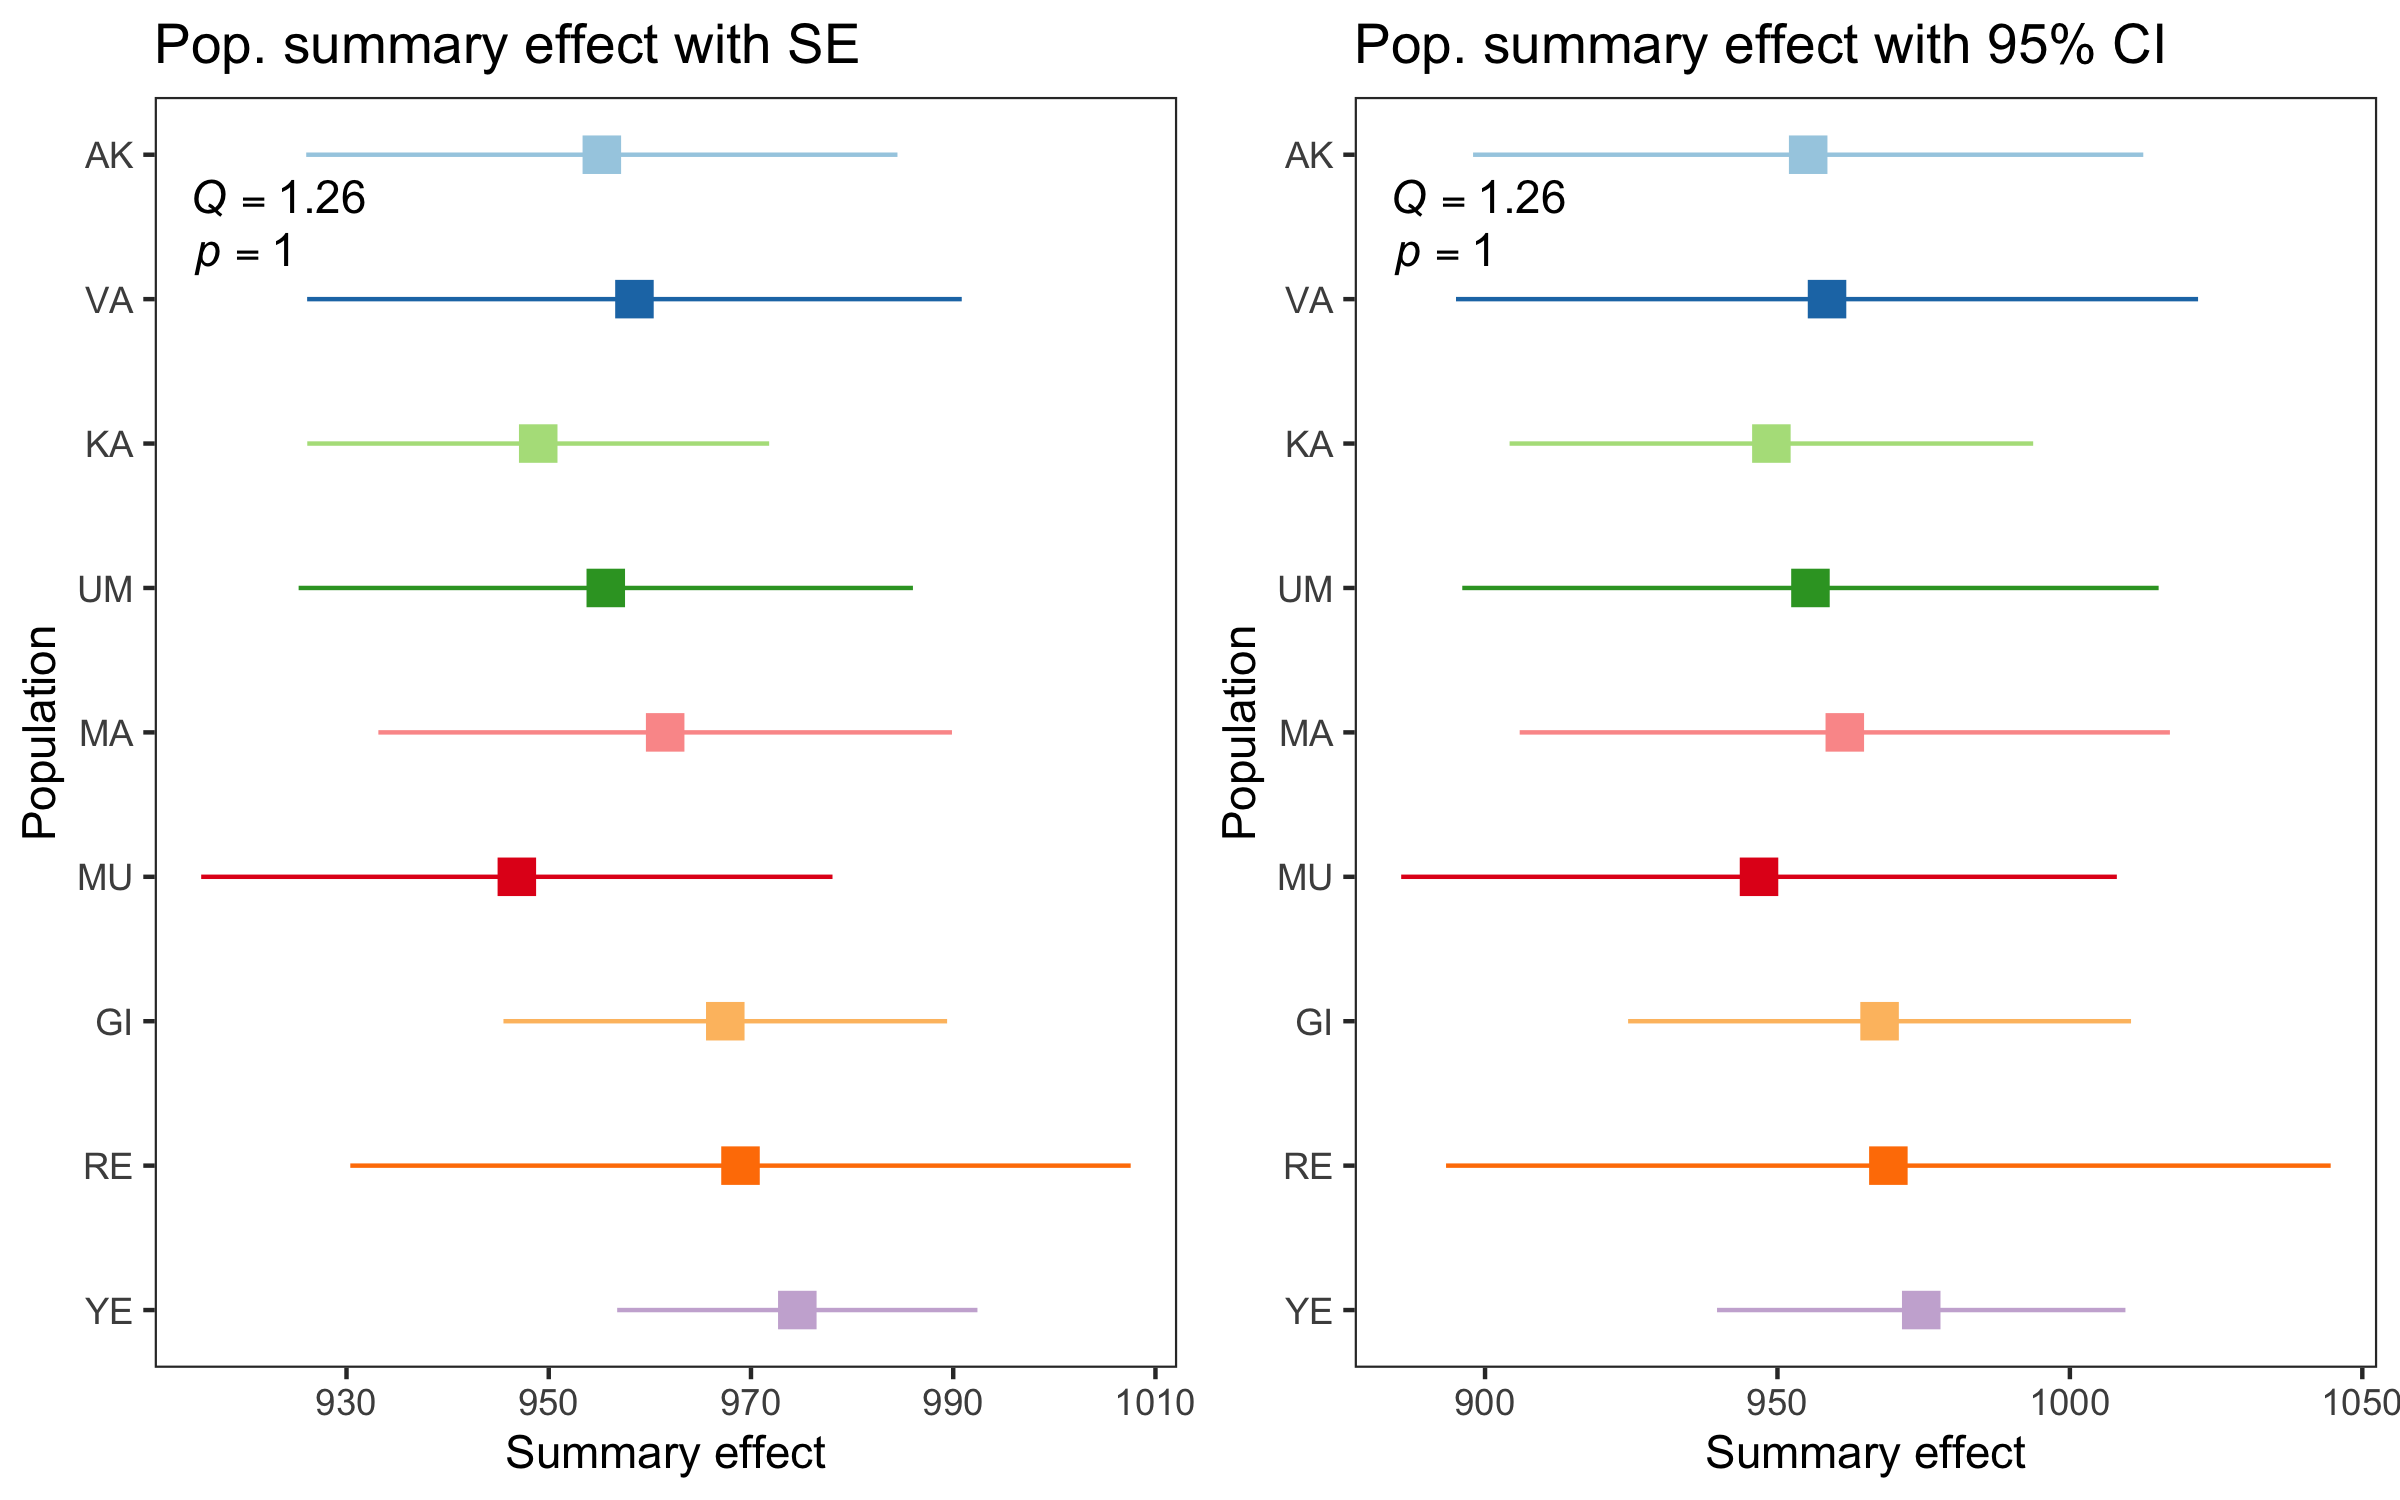 Pop. summary effect with SE
AK
Q = 1.26
p = 1
VA
KA
UM
MA
MU
GI
RE
YE
Population
930 950 970 990 1010
Summary effect
Pop. summary effect with 95% CI
AK
Q = 1.26
p = 1
VA
KA
UM
MA
MU
GI
RE
YE
Population
900 950 1000 1050
Summary effect